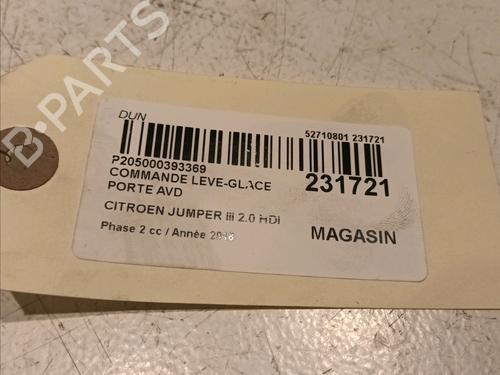 B-PARTS
DUN
52710801 231721
P205000393369
COMMANDE LEVE-GLACE
PORTE AVD
231721
CITROEN JUMPER III 2.0 HDI
MAGASIN
Phase 2 cc / Année 2018